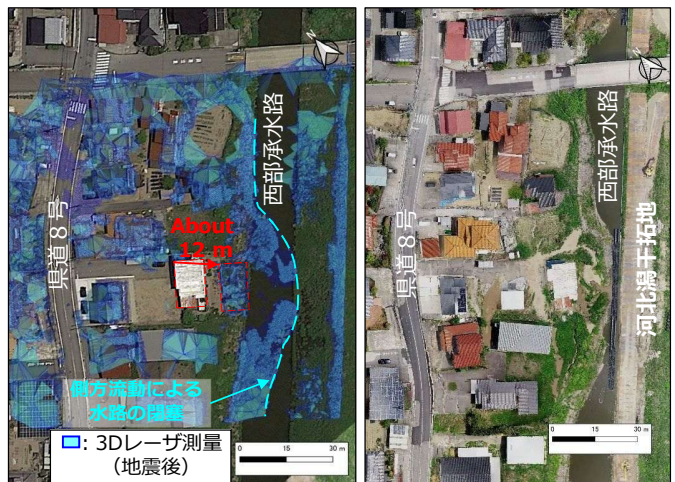 N
西部承水路
県道8号
About
12 m
側方流動による
水路の閉塞
: 3Dレーザ測量
(地震後)
0 15 30 m
N
西部承水路
県道8号
河北潟干拓地
0 15 30 m